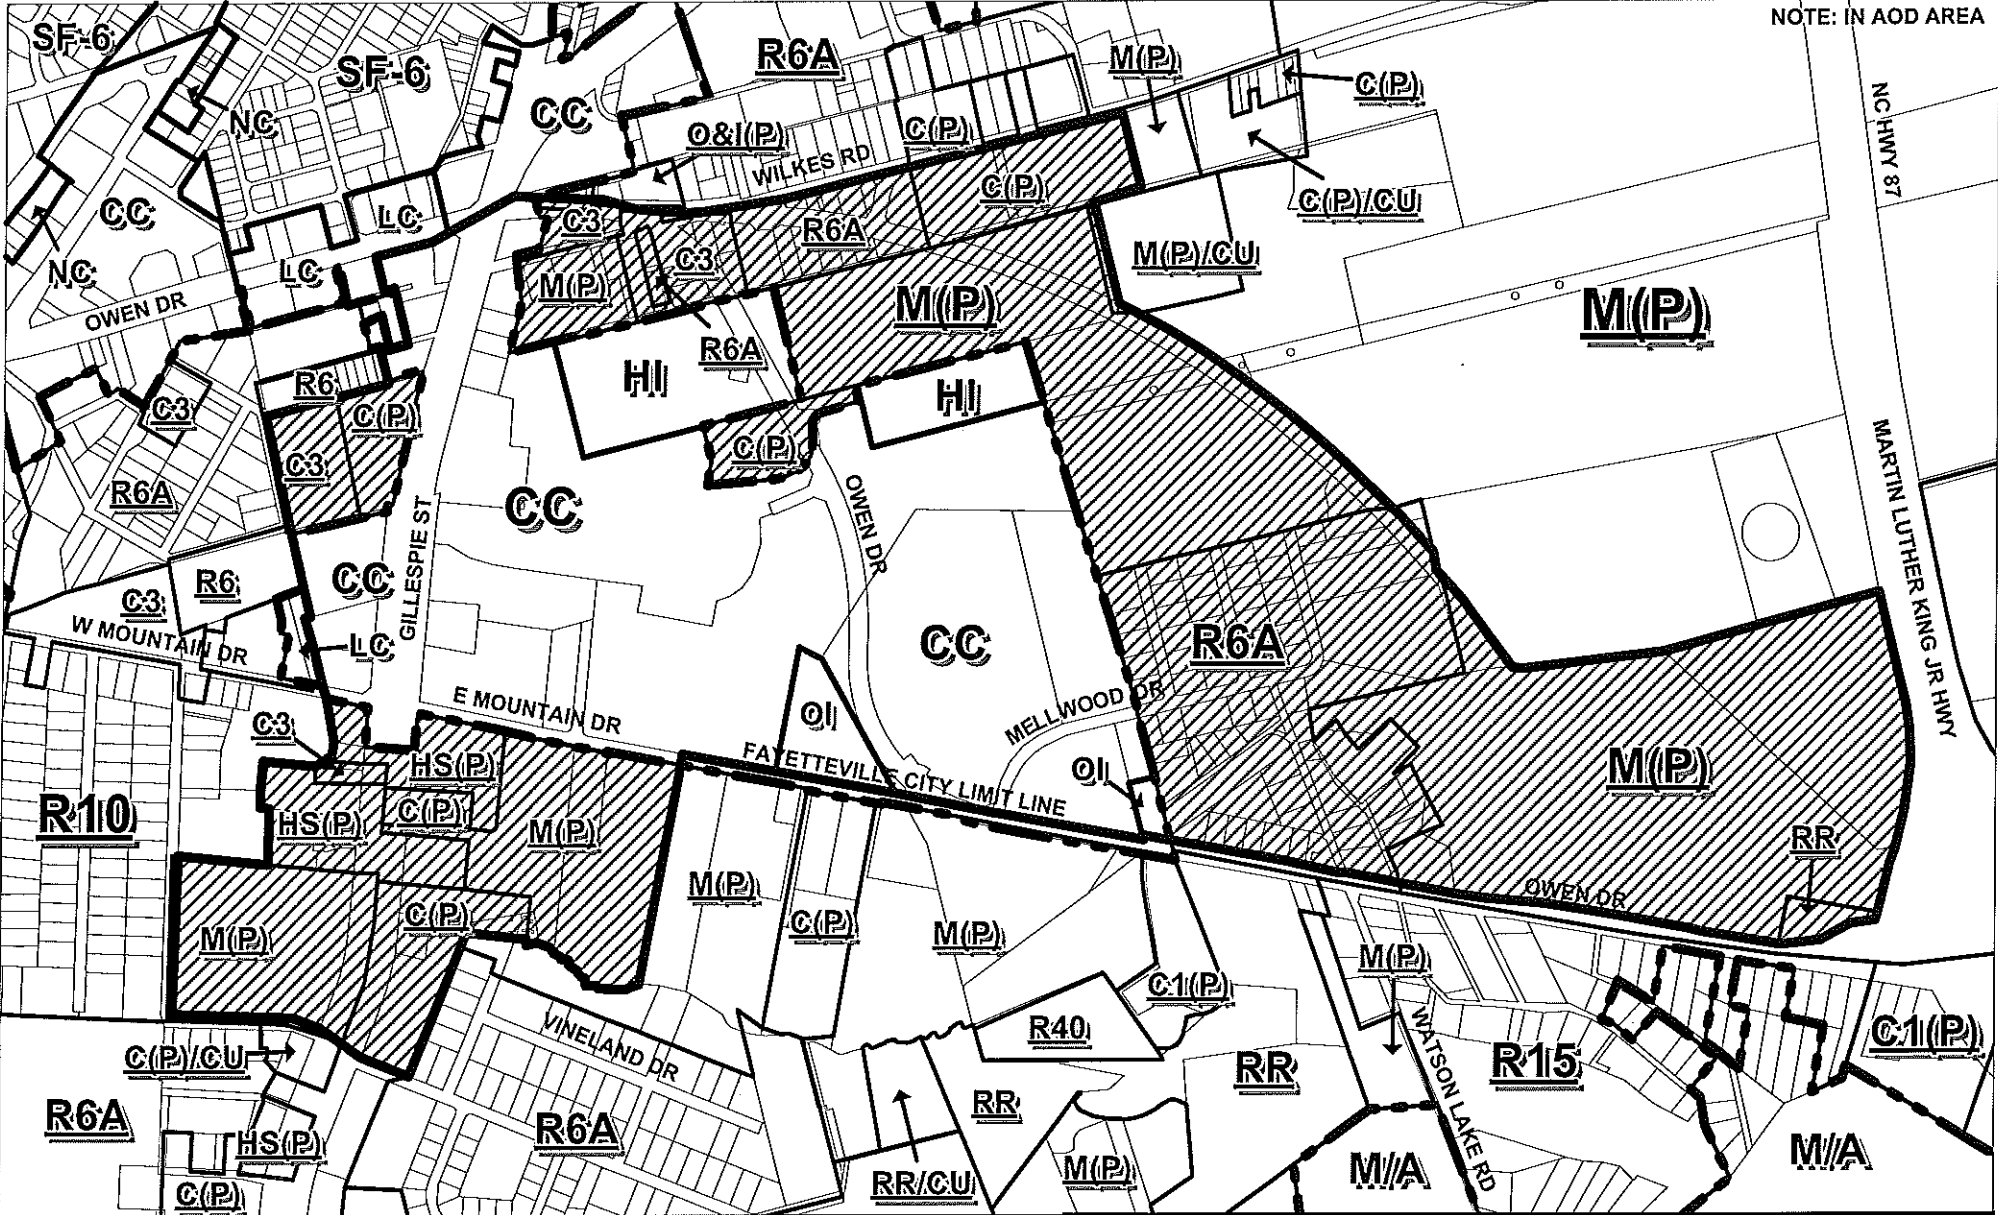 NOTE: IN AOD AREA
SF-6
SF-6
R6A
M(P)
C(P)
NC
CC
O&I(P)
C(P)
WILKES RD
NC HWY 87
CC
LC
C3
R6A
C(P)
C(P)/CU
NC
LC
M(P)
C3
M(P)/CU
OWEN DR
M(P)
M(P)
R6A
HI
HI
R6
C3
C(P)
C(P)
C3
R6A
CC
OWEN DR
MARTIN LUTHER KING JR HWY
GILLESPIE ST
R6
CC
C3
W MOUNTAIN DR
LC
CC
R6A
E MOUNTAIN DR
OI
MELLWOOD DR
C3
HS(P)
FAYETTEVILLE CITY LIMIT LINE
OI
M(P)
R10
HS(P)
C(P)
M(P)
RR
M(P)
OWEN DR
M(P)
C(P)
C(P)
M(P)
M(P)
C1(P)
VINELAND DR
R40
WATSON LAKE RD
C1(P)
C(P)/CU
R15
RR
R6A
HS(P)
R6A
RR
M/A
M(P)
M/A
C(P)
RR/CU